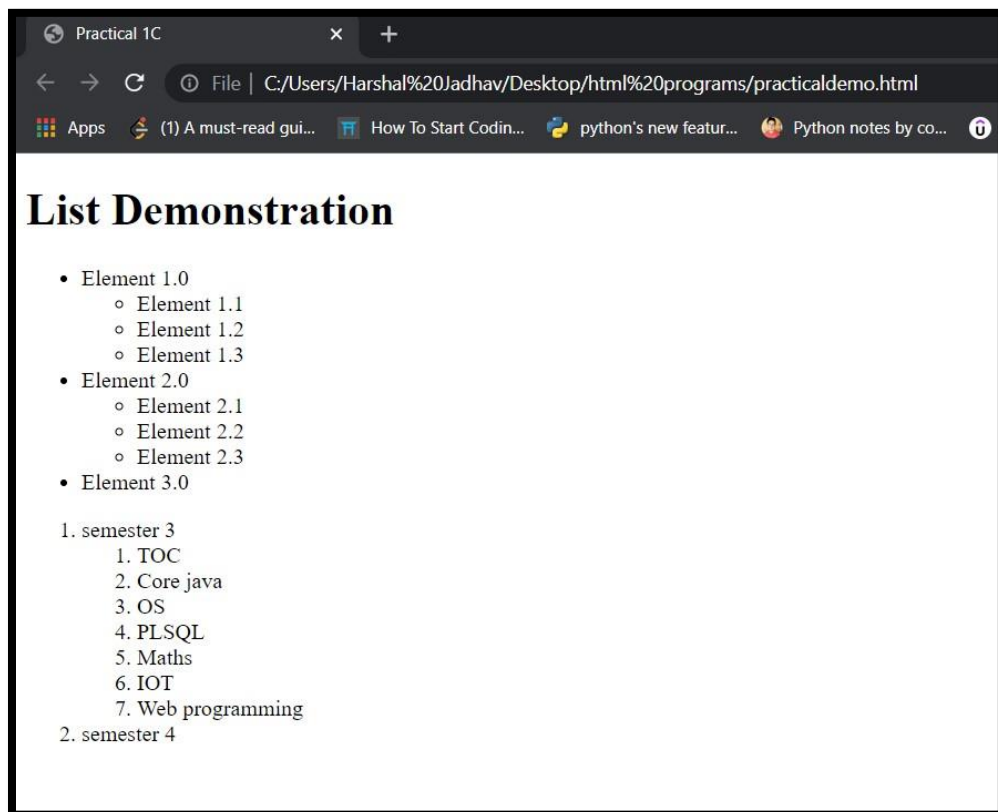 Practical 1C
File | C:/Users/Harshal%20Jadhav/Desktop/html%20programs/practicaldemo.html
Apps (1) A must-read gui... How To Start Codin... python's new featur... Python notes by co...
List Demonstration
• Element 1.0
◦ Element 1.1
◦ Element 1.2
◦ Element 1.3
• Element 2.0
◦ Element 2.1
◦ Element 2.2
◦ Element 2.3
• Element 3.0
1. semester 3
1. TOC
2. Core java
3. OS
4. PLSQL
5. Maths
6. IOT
7. Web programming
2. semester 4